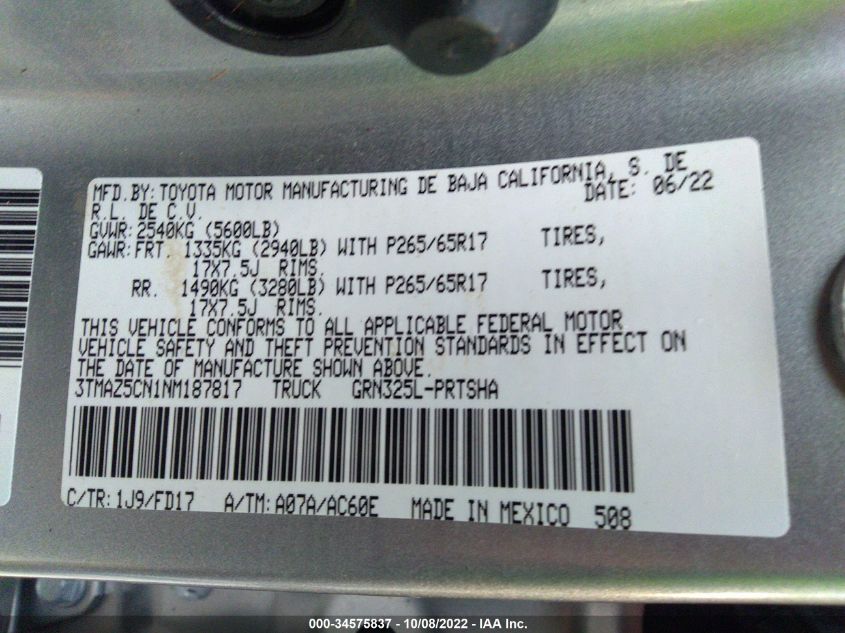 MFD.BY: TOYOTA MOTOR MANUFACTURING DE BAJA CALIFORNIA, S. DE
R.L. DE C.V. DATE: 06/22
GVWR: 2540KG (5600LB)
GAWR: FRT. 1335KG (2940LB) WITH P265/65R17 TIRES,
17X7.5J RIMS.
RR. 1490KG (3280LB) WITH P265/65R17 TIRES,
17X7.5J RIMS.
THIS VEHICLE CONFORMS TO ALL APPLICABLE FEDERAL MOTOR
VEHICLE SAFETY AND THEFT PREVENTION STANDARDS IN EFFECT ON
THE DATE OF MANUFACTURE SHOWN ABOVE.
3TMAZ5CN1NM187817 TRUCK GRN325L-PRTSHA
C/TR: 1J9/FD17 A/TM: A07A/AC60E MADE IN MEXICO 508
000-34575837 - 10/08/2022 - IAA Inc.